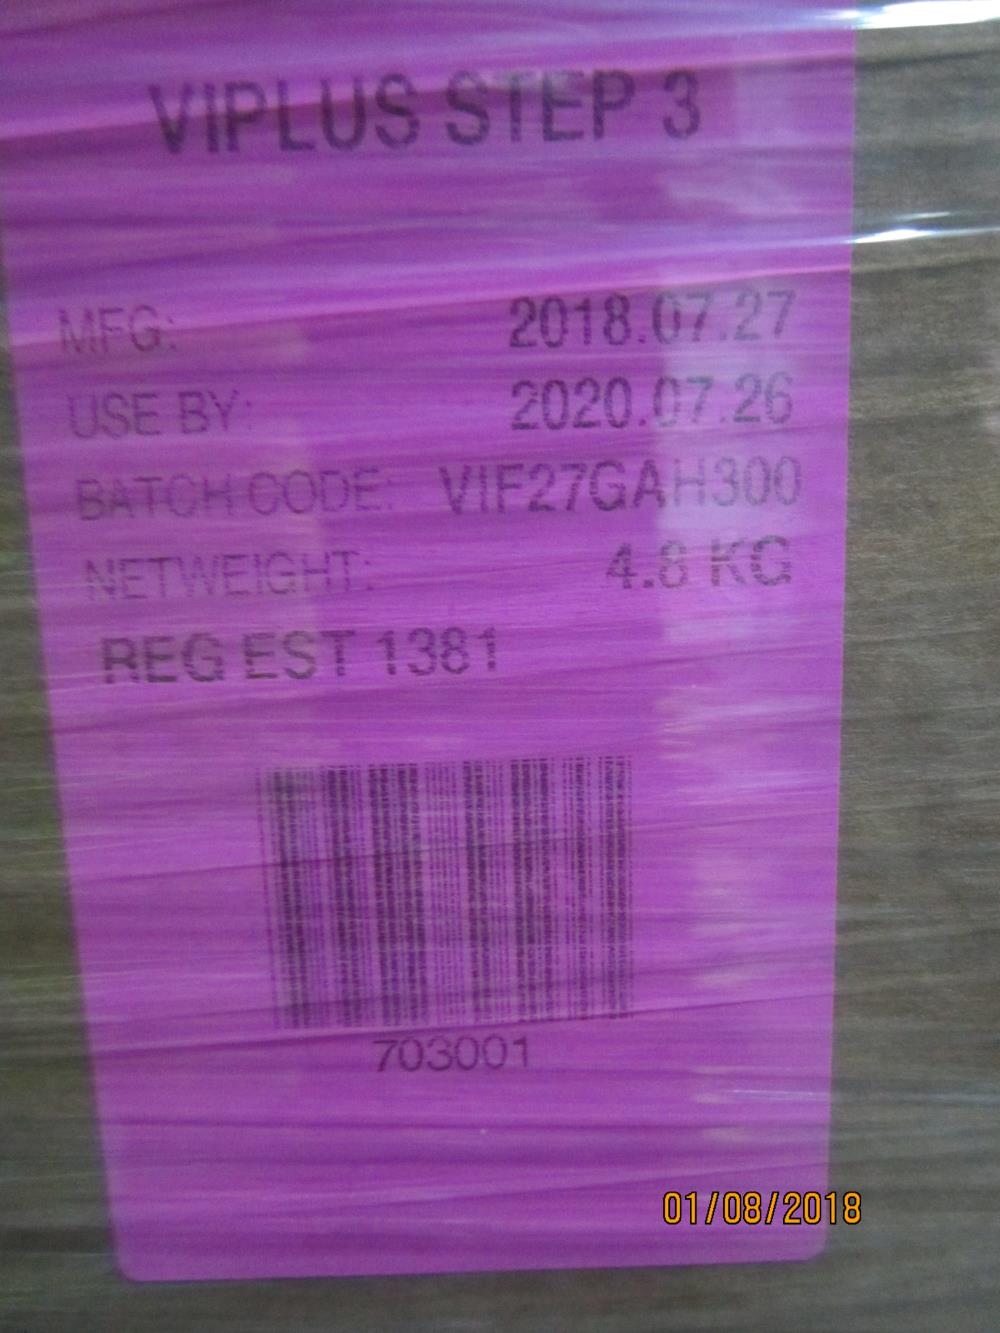 VIPLUS STEP 3
MFG: 2018.07.27
USE BY: 2020.07.26
BATCH CODE: VIF27GAH300
NETWEIGHT: 4.8 KG
REG EST 1381
703001
01/08/2018